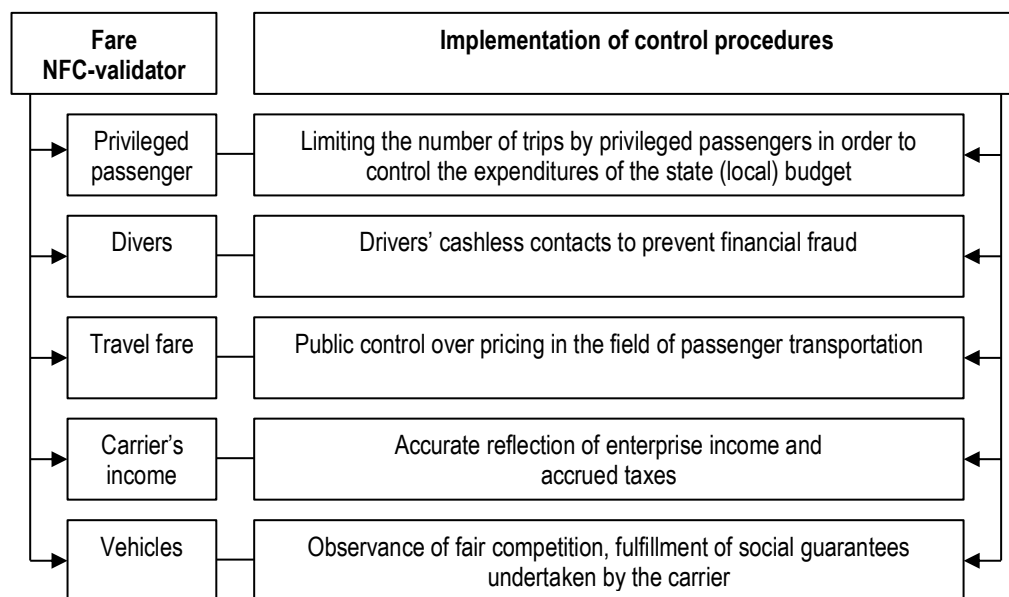 Fare
NFC-validator
Implementation of control procedures
Privileged
passenger
Limiting the number of trips by privileged passengers in order to
control the expenditures of the state (local) budget
Divers
Drivers’ cashless contacts to prevent financial fraud
Travel fare
Public control over pricing in the field of passenger transportation
Carrier’s
income
Accurate reflection of enterprise income and
accrued taxes
Vehicles
Observance of fair competition, fulfillment of social guarantees
undertaken by the carrier